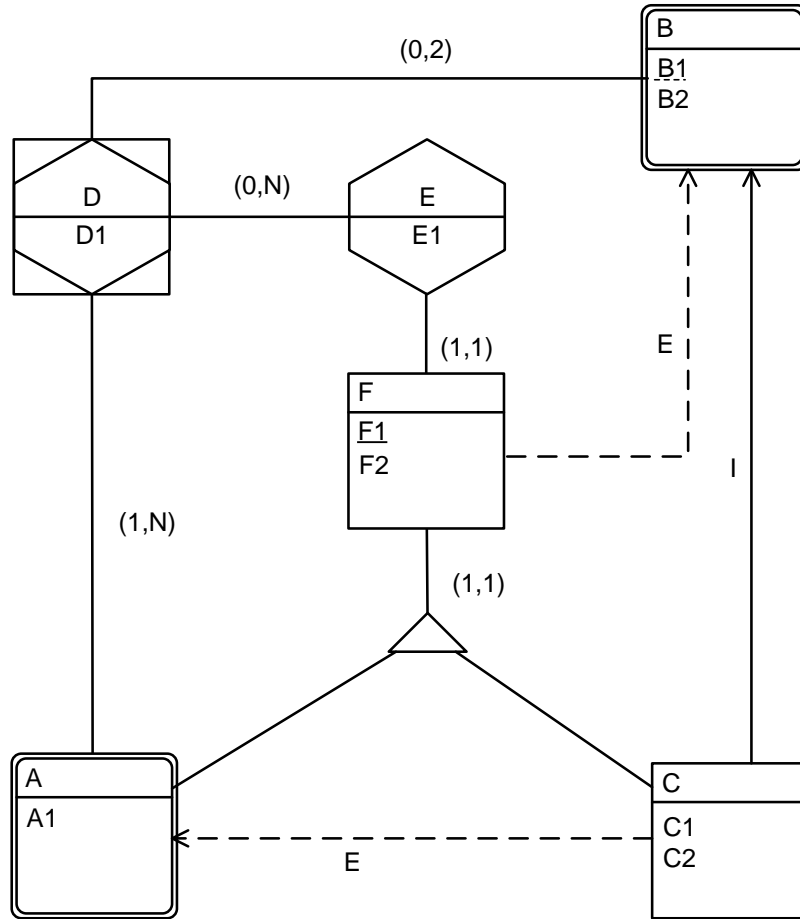 B
(0,2)
B1
B2
(0,N)
D
E
D1
E1
E
(1,1)
F
F1
F2
I
(1,N)
(1,1)
A
C
A1
C1
C2
E